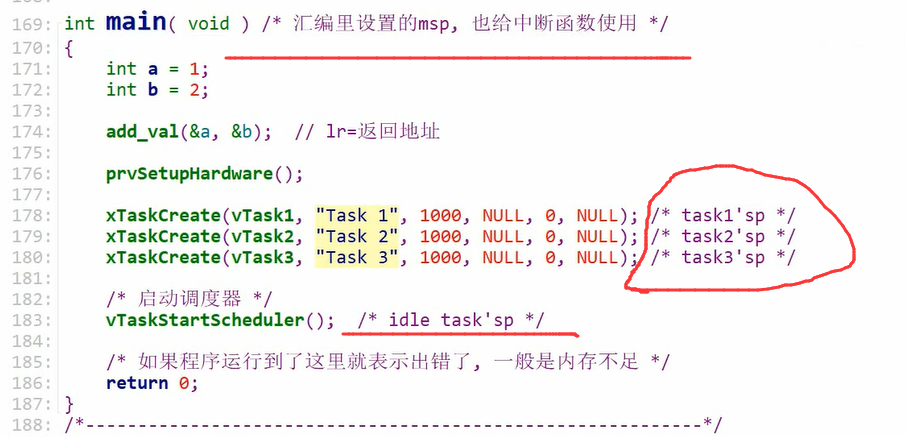 169: int main( void ) /* 汇编里设置的msp, 也给中断函数使用 */
170: {
171: int a = 1;
172: int b = 2;
173:
174: add_val(&a, &b); // lr=返回地址
175:
176: prvSetupHardware();
177:
178: xTaskCreate(vTask1, "Task 1", 1000, NULL, 0, NULL); /* task1'sp */
179: xTaskCreate(vTask2, "Task 2", 1000, NULL, 0, NULL); /* task2'sp */
180: xTaskCreate(vTask3, "Task 3", 1000, NULL, 0, NULL); /* task3'sp */
181:
182: /* 启动调度器 */
183: vTaskStartScheduler(); /* idle task'sp */
184:
185: /* 如果程序运行到了这里就表示出错了, 一般是内存不足 */
186: return 0;
187: }
188: /*-----------------------------------------------------------*/